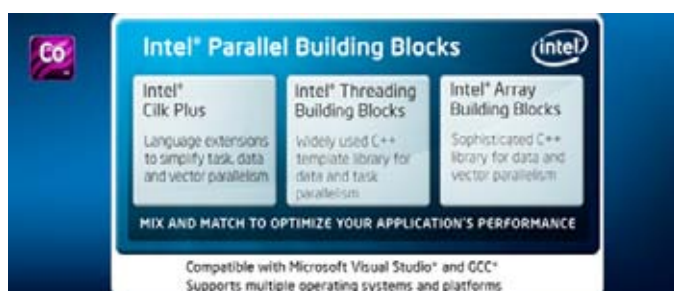 Co
Intel* Parallel Building Blocks
intel
Intel*
Cilk Plus
Language extensions
to simplify task, data
and vector parallelism
Intel* Threading
Building Blocks
Widely used C++
template library for
data and task
parallelism
Intel* Array
Building Blocks
Sophisticated C++
library for data and
vector parallelism
MIX AND MATCH TO OPTIMIZE YOUR APPLICATION'S PERFORMANCE
Compatible with Microsoft Visual Studio* and GCC*
Supports multiple operating systems and platforms